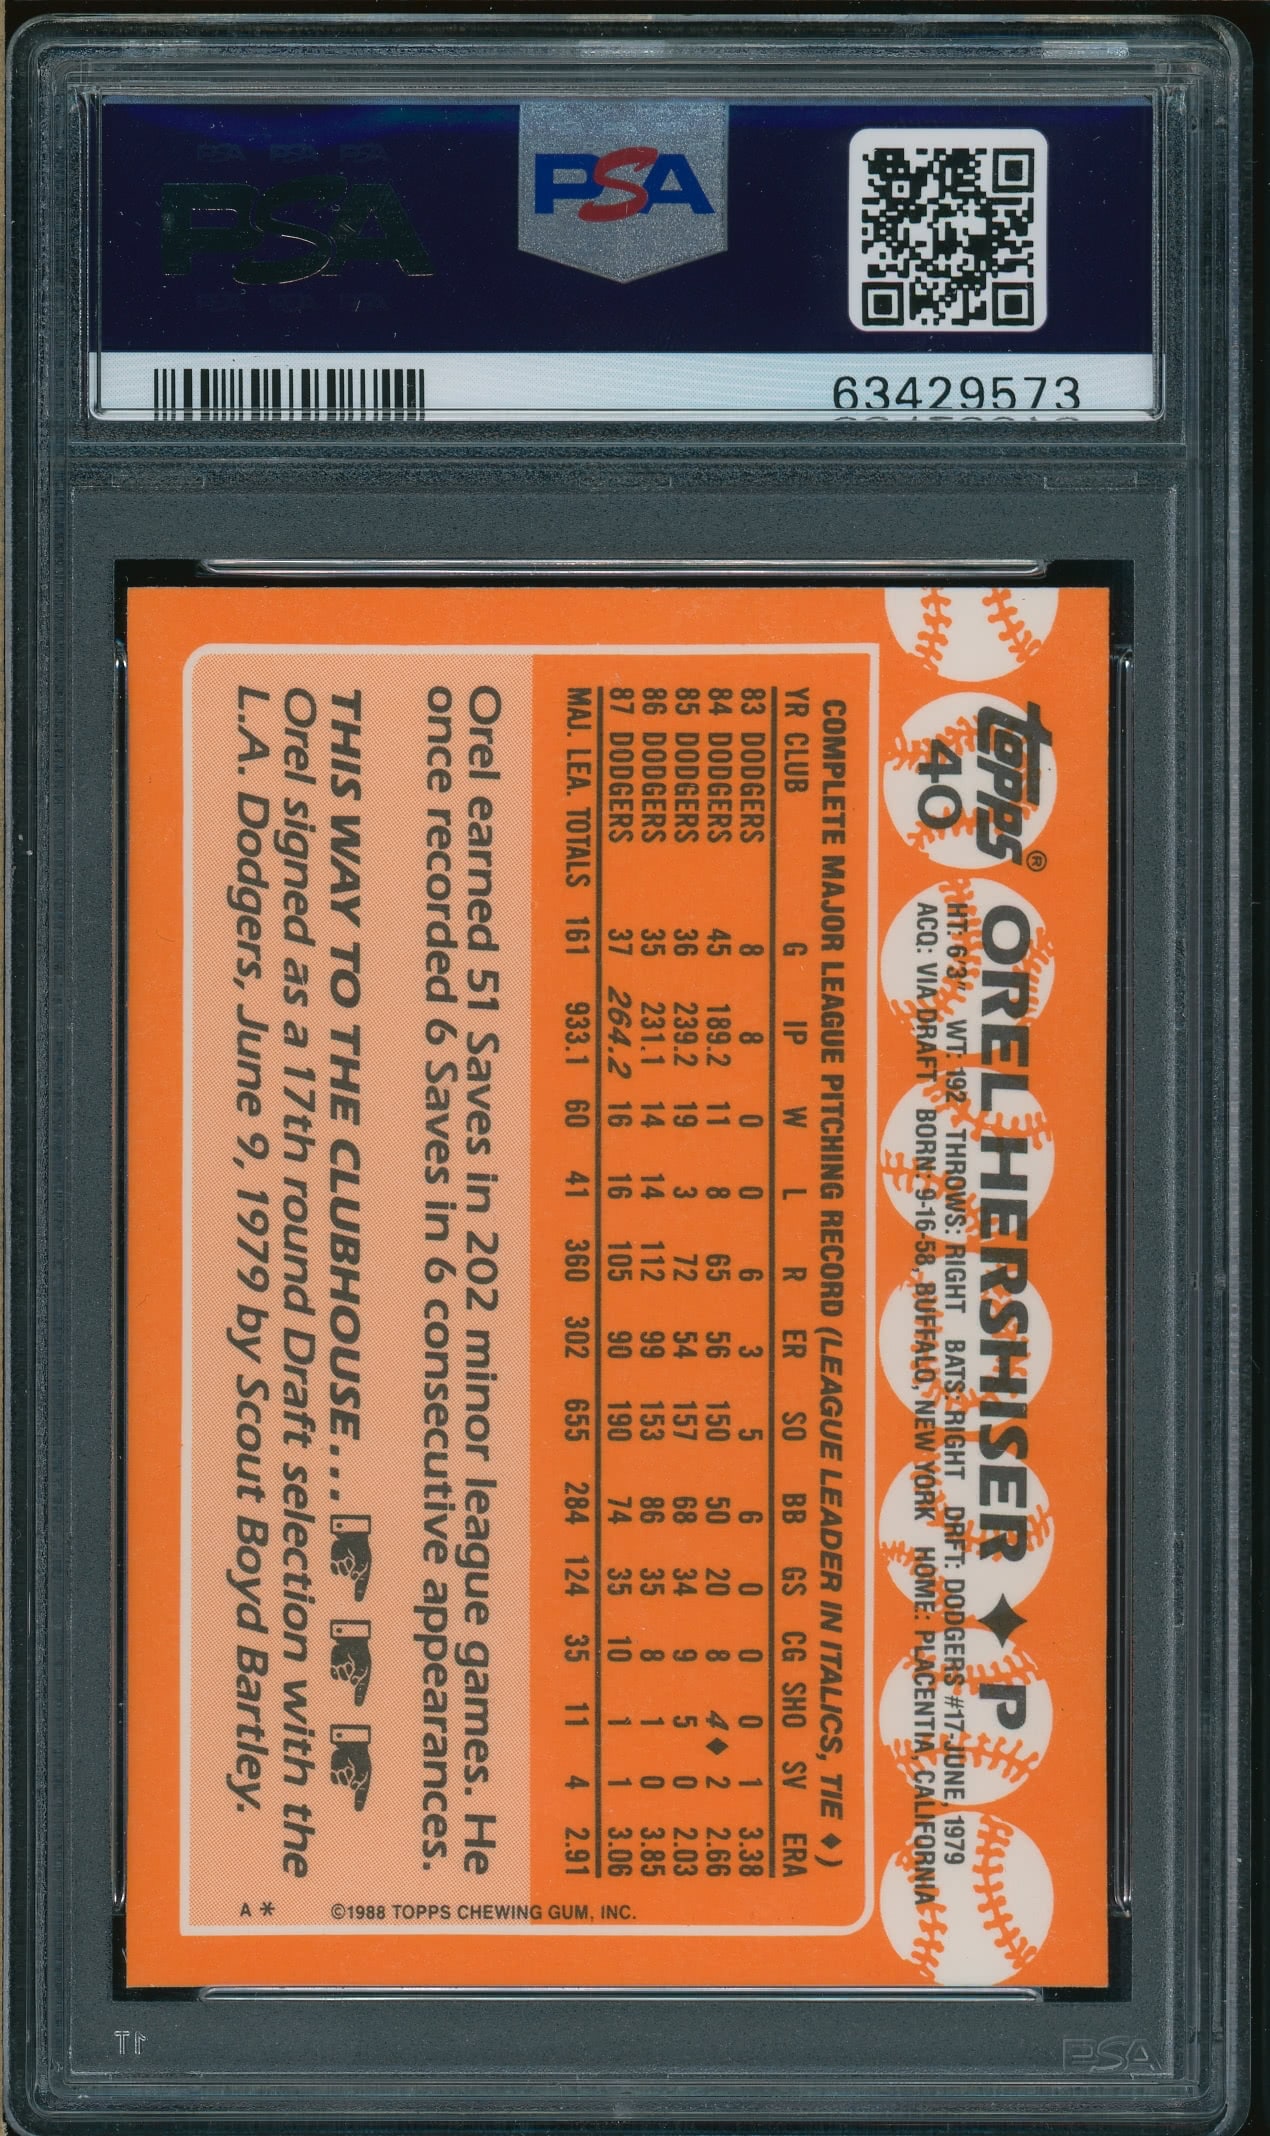 PSA PSA PSA
PSA
PSA
63429573
topps®
40
OREL HERSHISER ♦ P
HT: 6'3" WT: 192 THROWS: RIGHT BATS: RIGHT DRFT: DODGERS #17-JUNE, 1979
ACQ: VIA DRAFT BORN: 9-16-58, BUFFALO, NEW YORK HOME: PLACENTIA, CALIFORNIA
COMPLETE MAJOR LEAGUE PITCHING RECORD (LEAGUE LEADER IN ITALICS, TIE ♦)
YR CLUB G IP W L R ER SO BB GS CG SHO SV ERA
83 DODGERS 8 8 0 0 6 3 5 6 0 0 0 1 3.38
84 DODGERS 45 189.2 11 8 65 56 150 50 20 8 4♦ 2 2.66
85 DODGERS 36 239.2 19 3 72 54 157 68 34 9 5 0 2.03
86 DODGERS 35 231.1 14 14 112 99 153 86 35 8 1 0 3.85
87 DODGERS 37 264.2 16 16 105 90 190 74 35 10 1 1 3.06
MAJ. LEA. TOTALS 161 933.1 60 41 360 302 655 284 124 35 11 4 2.91
Orel earned 51 Saves in 202 minor league games. He
once recorded 6 Saves in 6 consecutive appearances.
THIS WAY TO THE CLUBHOUSE...
Orel signed as a 17th round Draft selection with the
L.A. Dodgers, June 9, 1979 by Scout Boyd Bartley.
©1988 TOPPS CHEWING GUM, INC.
A *
PSA